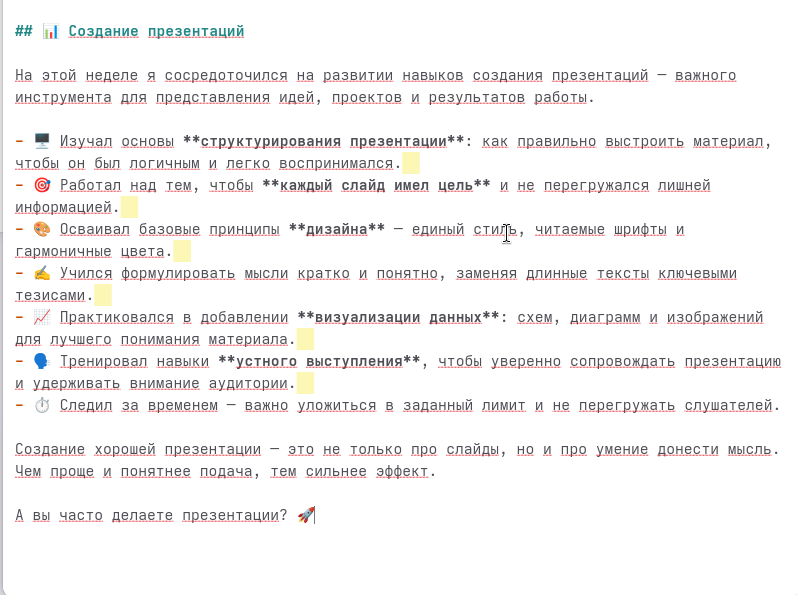 ## 📊 Создание презентаций
На этой неделе я сосредоточился на развитии навыков создания презентаций — важного
инструмента для представления идей, проектов и результатов работы.
- 🖥️ Изучал основы **структурирования презентации**: как правильно выстроить материал,
чтобы он был логичным и легко воспринимался.
- 🎯 Работал над тем, чтобы **каждый слайд имел цель** и не перегружался лишней
информацией.
- 🎨 Осваивал базовые принципы **дизайна** — единый стиль, читаемые шрифты и
гармоничные цвета.
- ✍️ Учился формулировать мысли кратко и понятно, заменяя длинные тексты ключевыми
тезисами.
- 📈 Практиковался в добавлении **визуализации данных**: схем, диаграмм и изображений
для лучшего понимания материала.
- 🗣️ Тренировал навыки **устного выступления**, чтобы уверенно сопровождать презентацию
и удерживать внимание аудитории.
- ⏱️ Следил за временем — важно уложиться в заданный лимит и не перегружать слушателей.
Создание хорошей презентации — это не только про слайды, но и про умение донести мысль.
Чем проще и понятнее подача, тем сильнее эффект.
А вы часто делаете презентации? 🚀